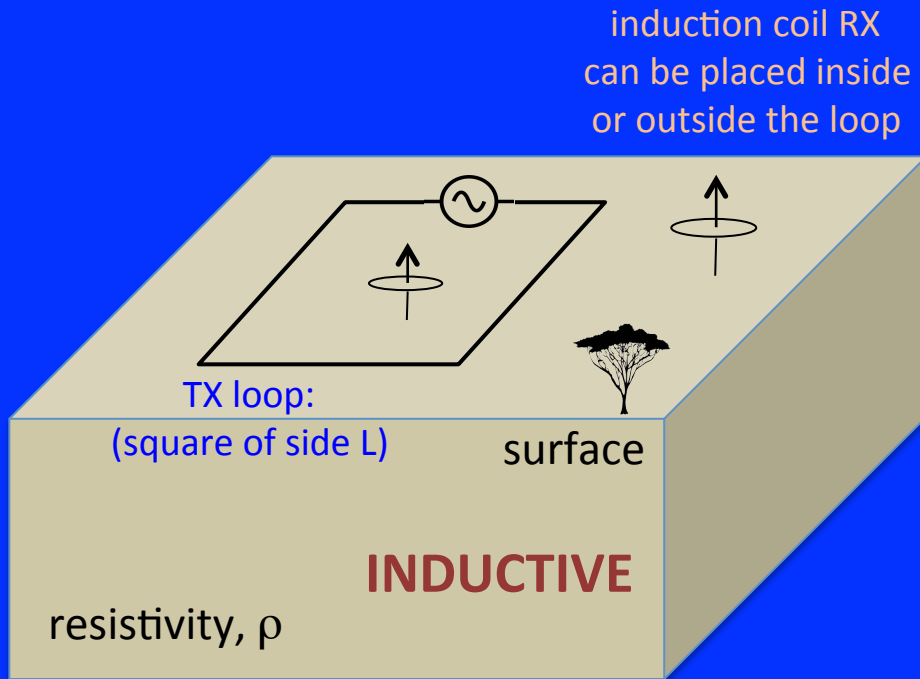 induction coil RX
can be placed inside
or outside the loop
TX loop:
(square of side L)
surface
INDUCTIVE
resistivity, ρ